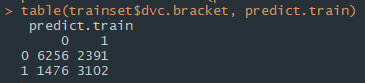 > table(trainset$dvc.bracket, predict.train)
   predict.train
       0    1
  0 6256 2391
  1 1476 3102